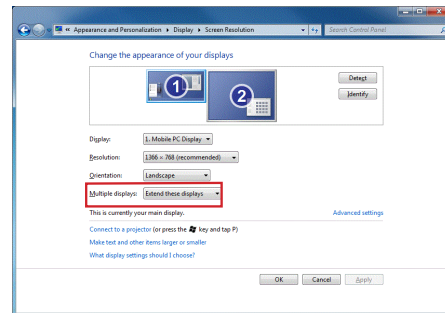 « Appearance and Personalization ▸ Display ▸ Screen Resolution
Search Control Panel
Change the appearance of your displays
1
2
Detect
Identify
Display: 1. Mobile PC Display
Resolution: 1366 × 768 (recommended)
Orientation: Landscape
Multiple displays: Extend these displays
This is currently your main display.
Advanced settings
Connect to a projector (or press the key and tap P)
Make text and other items larger or smaller
What display settings should I choose?
OK Cancel Apply